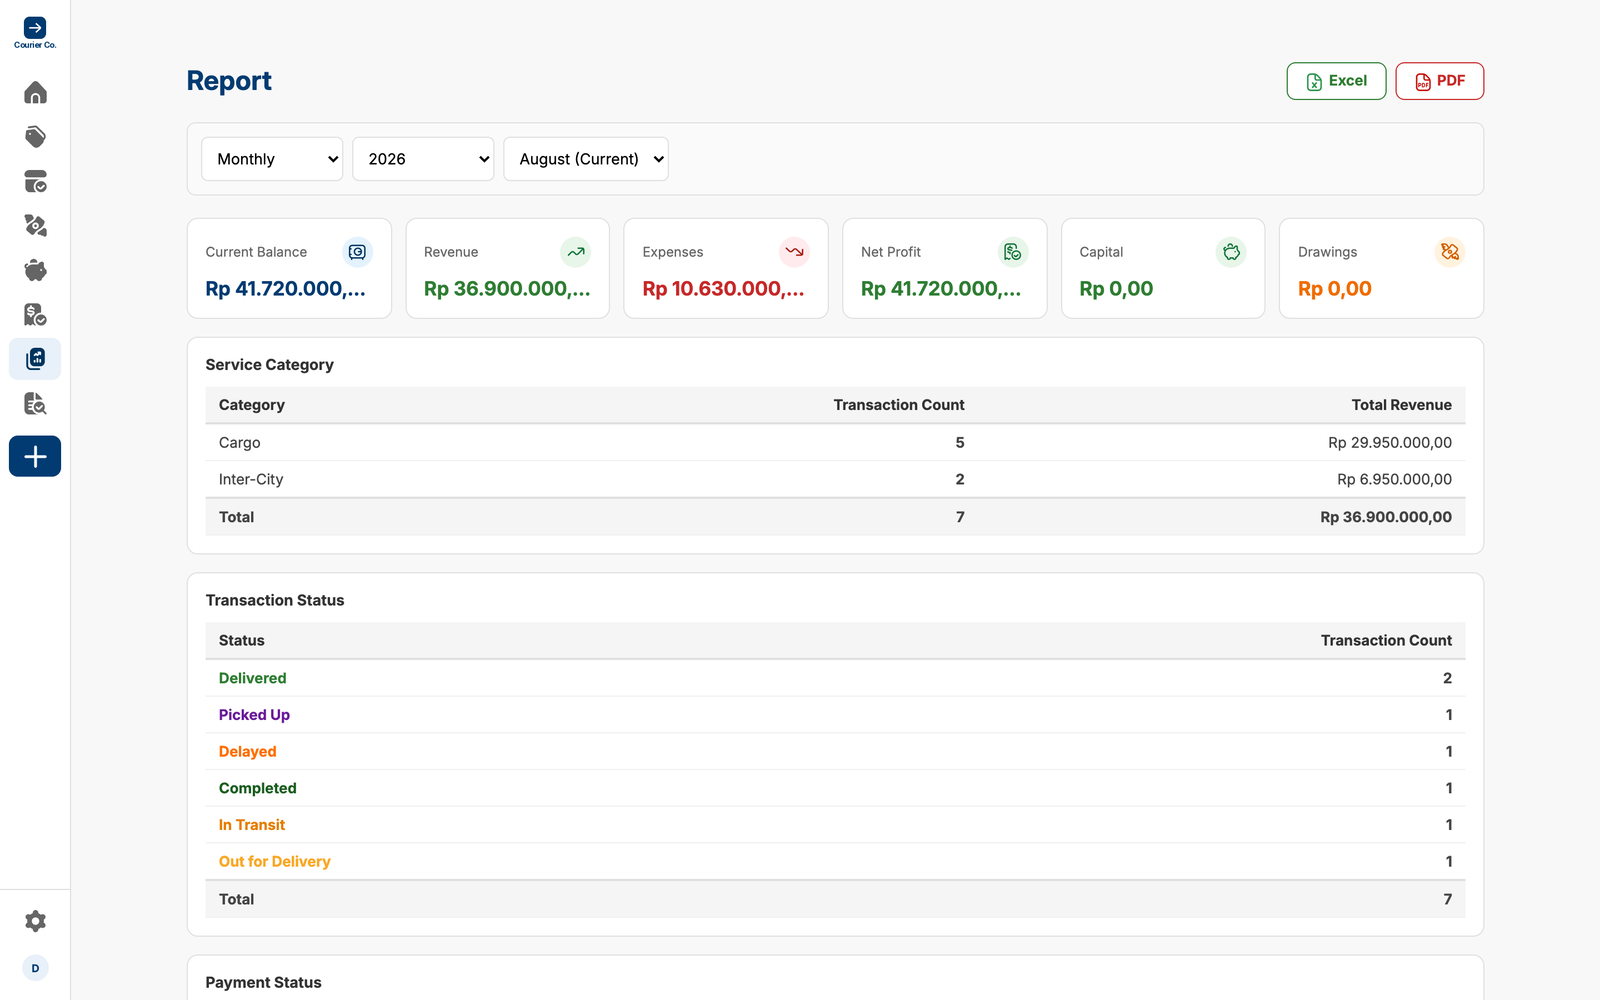 Courier Co.
Report
Excel
PDF
Monthly
2026
August (Current)
Current Balance
Rp 41.720.000,...
Revenue
Rp 36.900.000,...
Expenses
Rp 10.630.000,...
Net Profit
Rp 41.720.000,...
Capital
Rp 0,00
Drawings
Rp 0,00
Service Category
Category Transaction Count Total Revenue
Cargo 5 Rp 29.950.000,00
Inter-City 2 Rp 6.950.000,00
Total 7 Rp 36.900.000,00
Transaction Status
Status Transaction Count
Delivered 2
Picked Up 1
Delayed 1
Completed 1
In Transit 1
Out for Delivery 1
Total 7
Payment Status
D